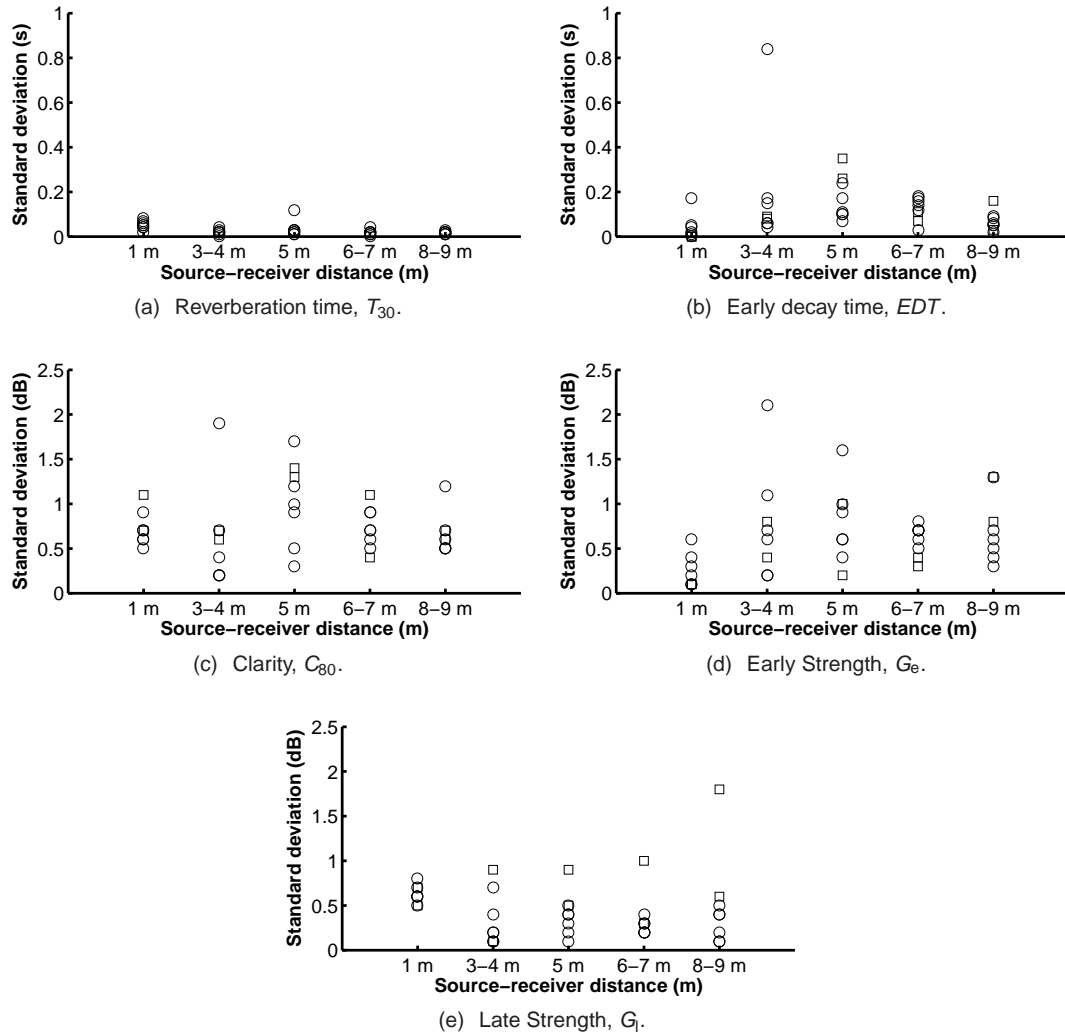 1
0.8
0.6
0.4
0.2
0
Standard deviation (s)
1 m 3–4 m 5 m 6–7 m 8–9 m
Source–receiver distance (m)
(a) Reverberation time, T30.
1
0.8
0.6
0.4
0.2
0
Standard deviation (s)
1 m 3–4 m 5 m 6–7 m 8–9 m
Source–receiver distance (m)
(b) Early decay time, EDT.
2.5
2
1.5
1
0.5
0
Standard deviation (dB)
1 m 3–4 m 5 m 6–7 m 8–9 m
Source–receiver distance (m)
(c) Clarity, C80.
2.5
2
1.5
1
0.5
0
Standard deviation (dB)
1 m 3–4 m 5 m 6–7 m 8–9 m
Source–receiver distance (m)
(d) Early Strength, Ge.
2.5
2
1.5
1
0.5
0
Standard deviation (dB)
1 m 3–4 m 5 m 6–7 m 8–9 m
Source–receiver distance (m)
(e) Late Strength, Gl.